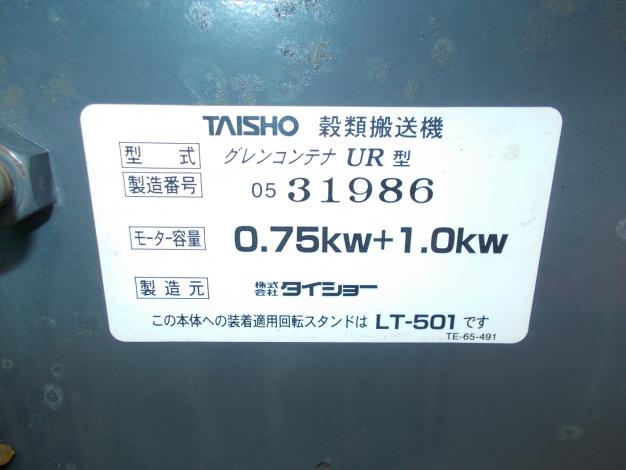 TAISHO 穀類搬送機
型式 グレンコンテナ UR 型
製造番号 05 31986
モーター容量 0.75kw+1.0kw
製造元 株式会社 タイショー
この本体への装着適用回転スタンドは LT-501 です
TE-65-491